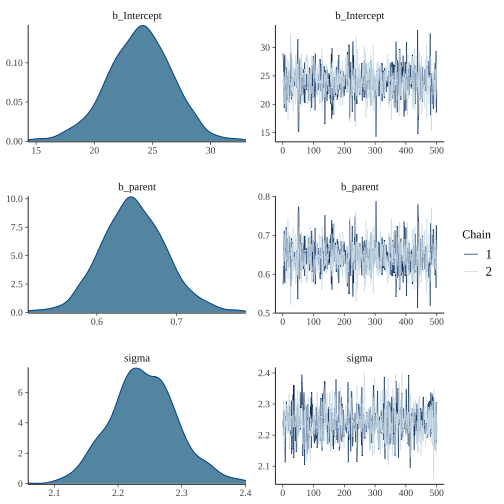 b_Intercept
0.10
0.05
0.00
15 20 25 30
b_Intercept
30
25
20
15
0 100 200 300 400 500
b_parent
10.0
7.5
5.0
2.5
0.0
0.6 0.7
b_parent
0.8
0.7
0.6
0.5
0 100 200 300 400 500
Chain
1
2
sigma
6
4
2
0
2.1 2.2 2.3 2.4
sigma
2.4
2.3
2.2
2.1
0 100 200 300 400 500